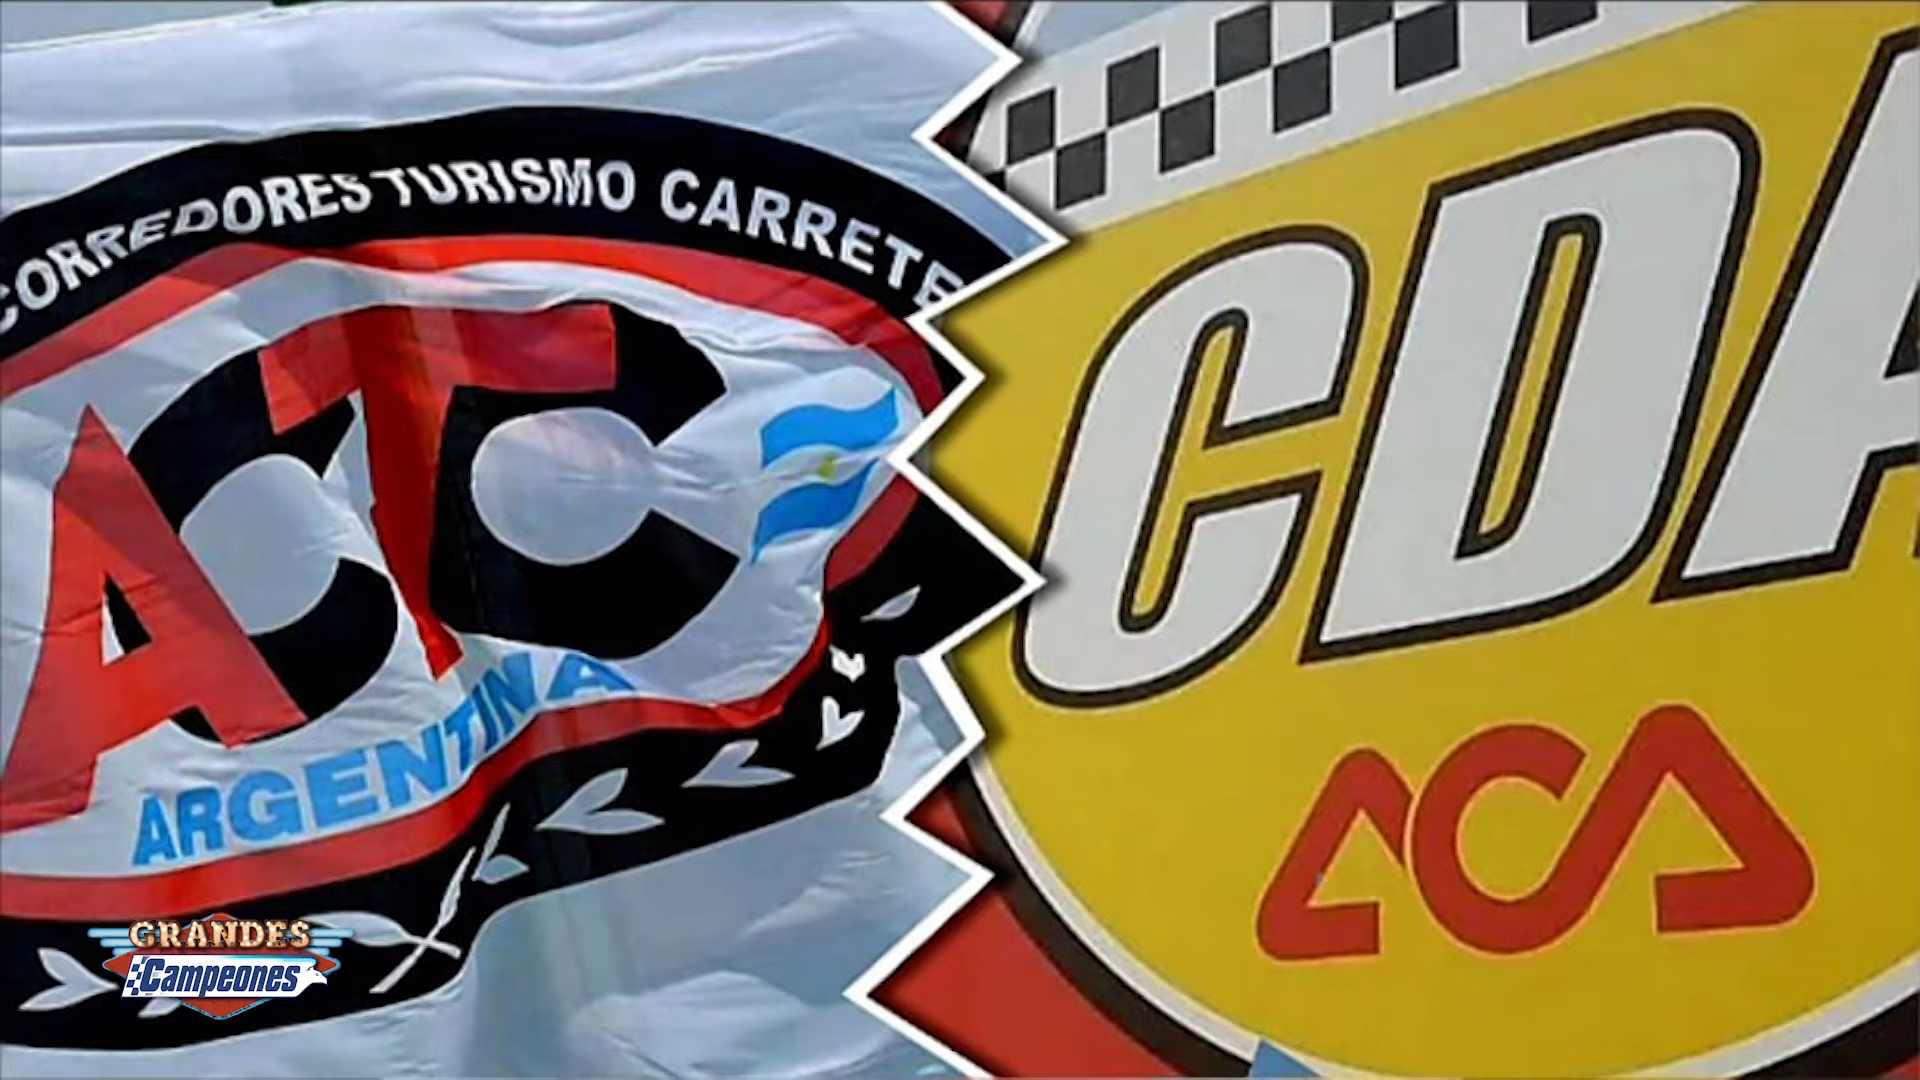 CORREDORES TURISMO CARRETE
ACTC
ARGENTINA
CDA
ACA
GRANDES
Campeones